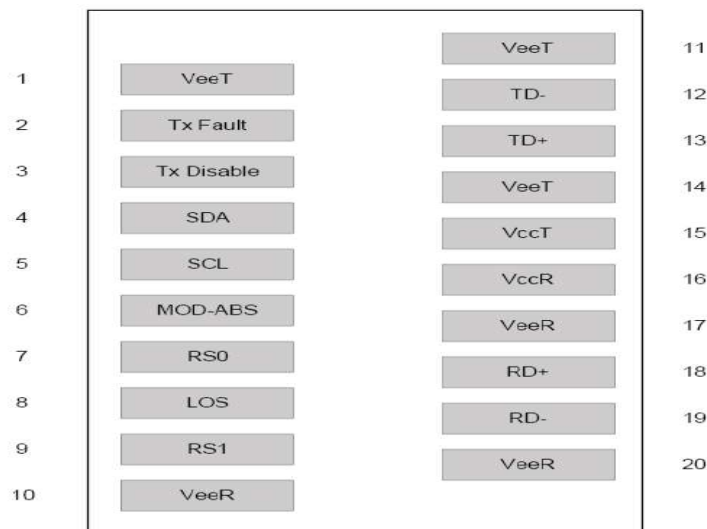 1 VeeT
2 Tx Fault
3 Tx Disable
4 SDA
5 SCL
6 MOD-ABS
7 RS0
8 LOS
9 RS1
10 VeeR
VeeT 11
TD- 12
TD+ 13
VeeT 14
VccT 15
VccR 16
VeeR 17
RD+ 18
RD- 19
VeeR 20